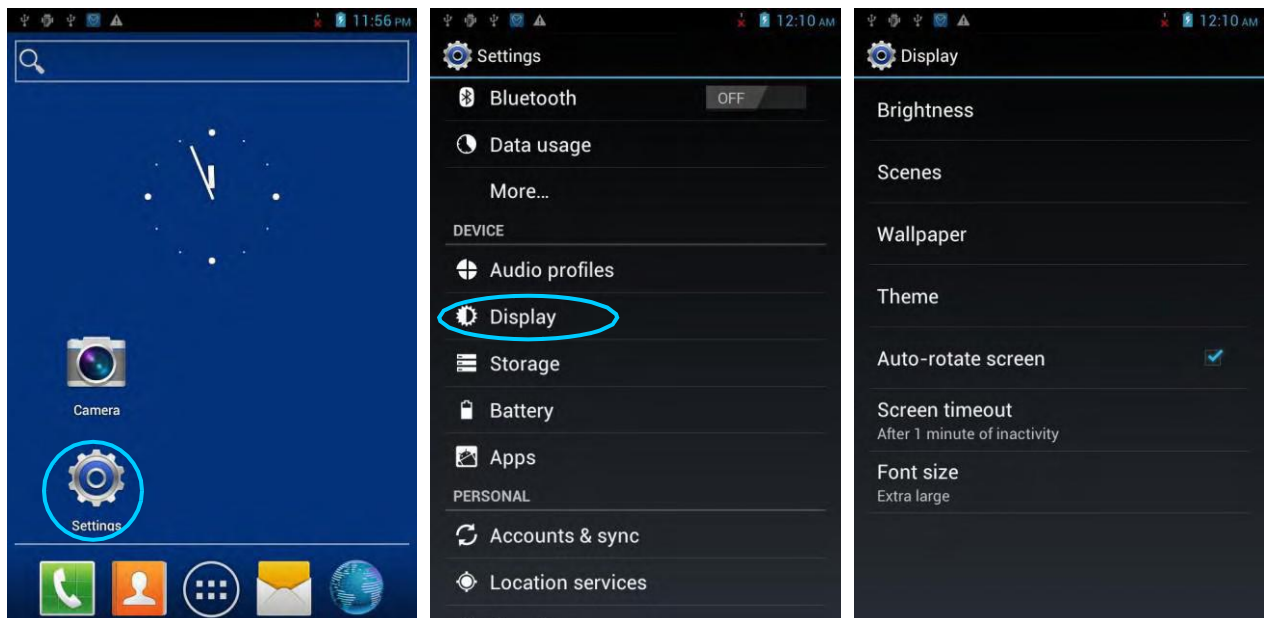 11:56 PM
Camera
Settings
12:10 AM
Settings
Bluetooth
OFF
Data usage
More...
DEVICE
Audio profiles
Display
Storage
Battery
Apps
PERSONAL
Accounts & sync
Location services
12:10 AM
Display
Brightness
Scenes
Wallpaper
Theme
Auto-rotate screen
Screen timeout
After 1 minute of inactivity
Font size
Extra large